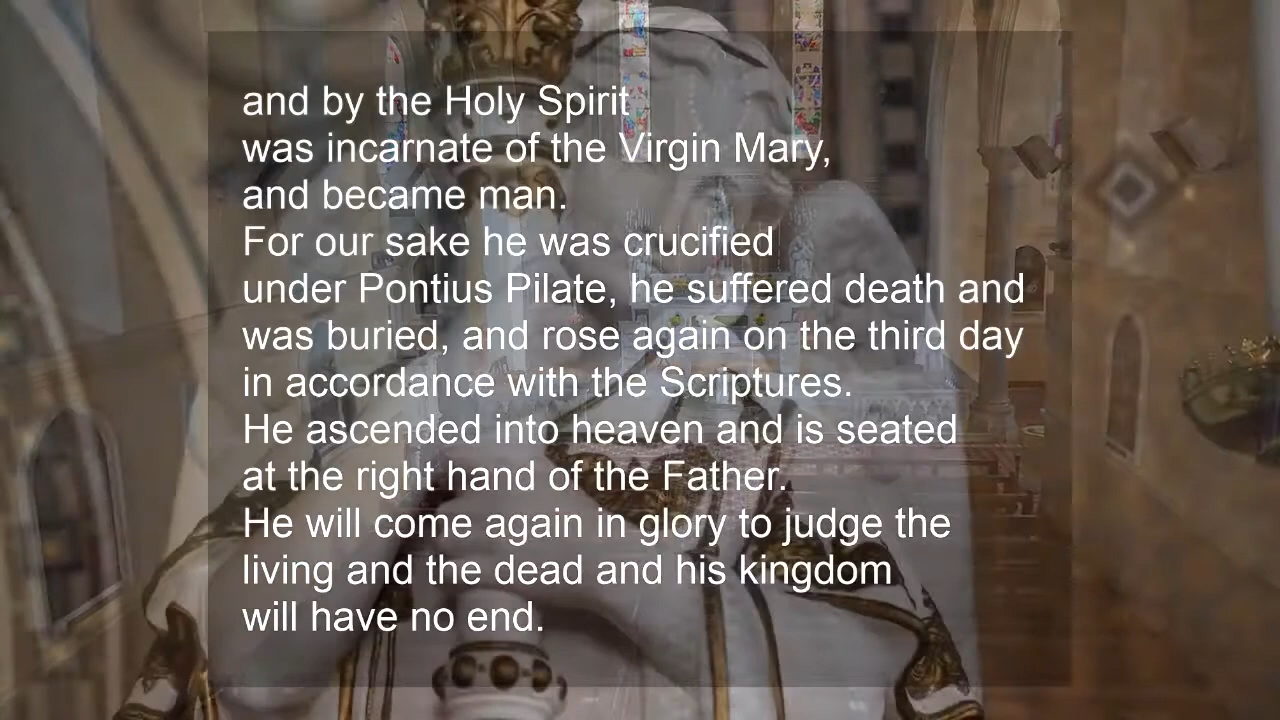 and by the Holy Spirit
was incarnate of the Virgin Mary,
and became man.
For our sake he was crucified
under Pontius Pilate, he suffered death and
was buried, and rose again on the third day
in accordance with the Scriptures.
He ascended into heaven and is seated
at the right hand of the Father.
He will come again in glory to judge the
living and the dead and his kingdom
will have no end.